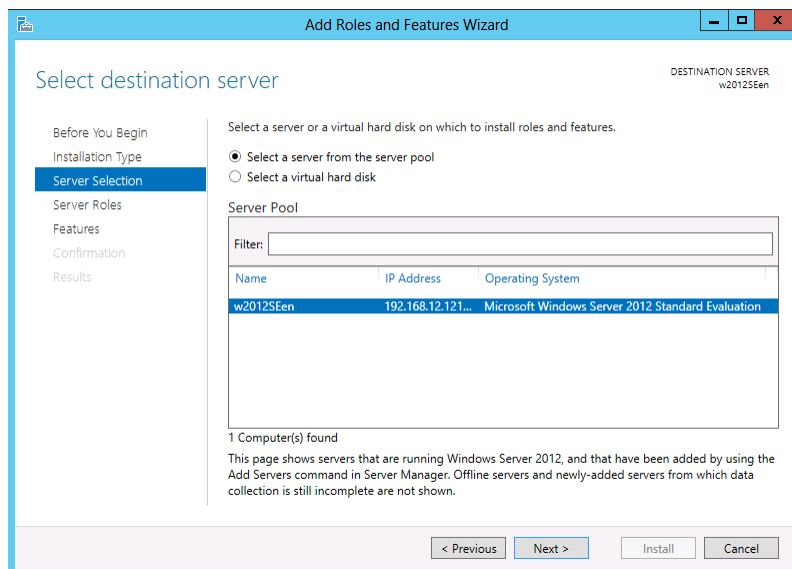 Add Roles and Features Wizard
Select destination server
DESTINATION SERVER
w2012SEen
Before You Begin
Installation Type
Server Selection
Server Roles
Features
Confirmation
Results
Select a server or a virtual hard disk on which to install roles and features.
Select a server from the server pool
Select a virtual hard disk
Server Pool
Filter:
Name IP Address Operating System
w2012SEen 192.168.12.121... Microsoft Windows Server 2012 Standard Evaluation
1 Computer(s) found
This page shows servers that are running Windows Server 2012, and that have been added by using the
Add Servers command in Server Manager. Offline servers and newly-added servers from which data
collection is still incomplete are not shown.
< Previous Next > Install Cancel